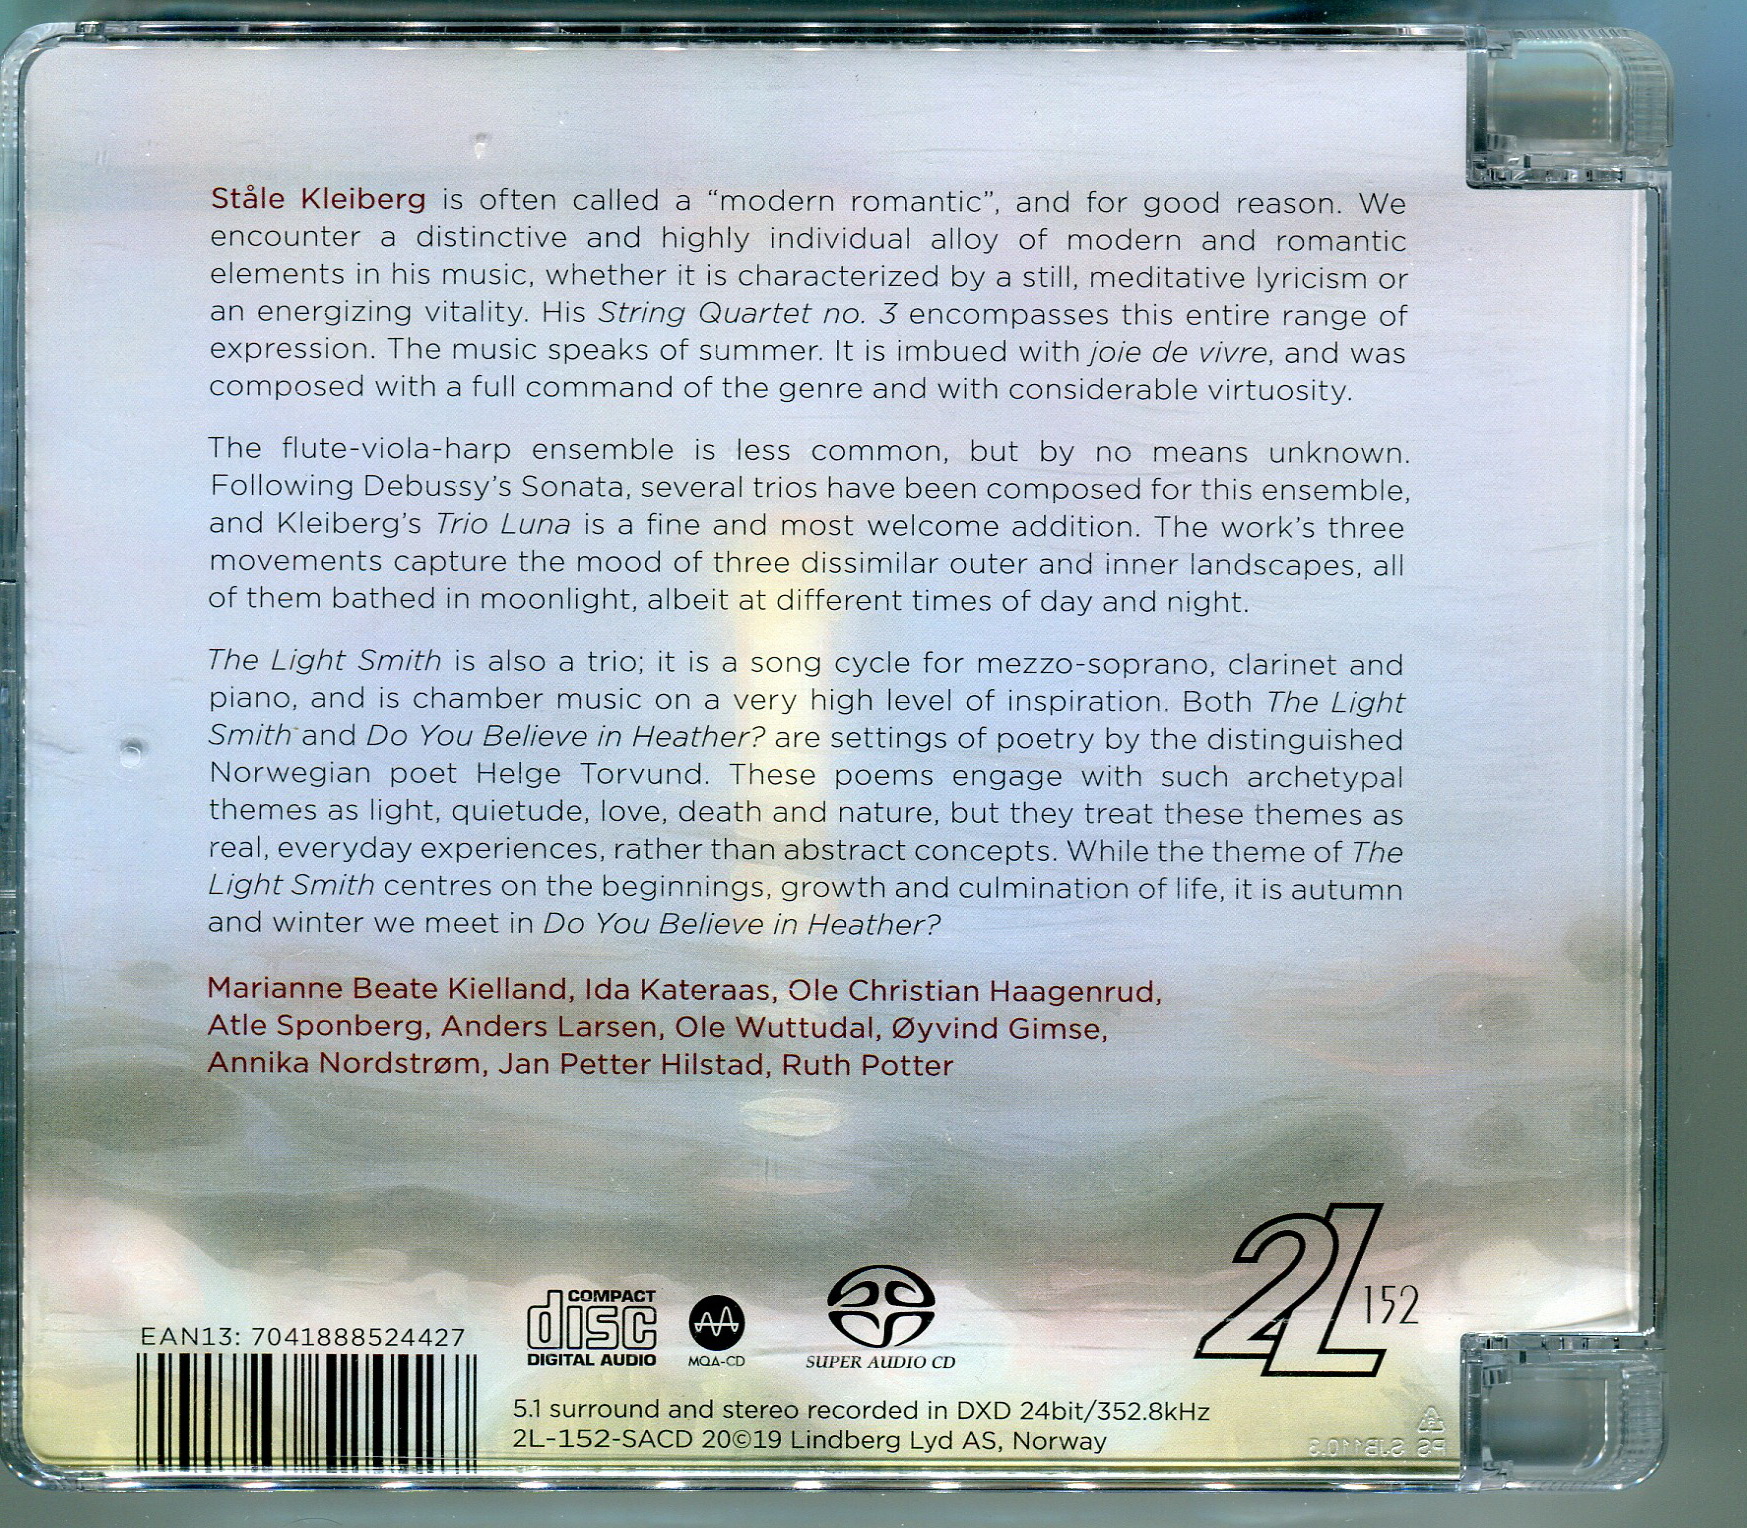 Ståle Kleiberg is often called a “modern romantic”, and for good reason. We
encounter a distinctive and highly individual alloy of modern and romantic
elements in his music, whether it is characterized by a still, meditative lyricism or
an energizing vitality. His String Quartet no. 3 encompasses this entire range of
expression. The music speaks of summer. It is imbued with joie de vivre, and was
composed with a full command of the genre and with considerable virtuosity.
The flute-viola-harp ensemble is less common, but by no means unknown.
Following Debussy’s Sonata, several trios have been composed for this ensemble,
and Kleiberg’s Trio Luna is a fine and most welcome addition. The work’s three
movements capture the mood of three dissimilar outer and inner landscapes, all
of them bathed in moonlight, albeit at different times of day and night.
The Light Smith is also a trio; it is a song cycle for mezzo-soprano, clarinet and
piano, and is chamber music on a very high level of inspiration. Both The Light
Smith and Do You Believe in Heather? are settings of poetry by the distinguished
Norwegian poet Helge Torvund. These poems engage with such archetypal
themes as light, quietude, love, death and nature, but they treat these themes as
real, everyday experiences, rather than abstract concepts. While the theme of The
Light Smith centres on the beginnings, growth and culmination of life, it is autumn
and winter we meet in Do You Believe in Heather?
Marianne Beate Kielland, Ida Kateraas, Ole Christian Haagenrud,
Atle Sponberg, Anders Larsen, Ole Wuttudal, Øyvind Gimse,
Annika Nordstrøm, Jan Petter Hilstad, Ruth Potter
2L 152
EAN13: 7041888524427
COMPACT
disc
DIGITAL AUDIO
MQA-CD
SUPER AUDIO CD
5.1 surround and stereo recorded in DXD 24bit/352.8kHz
2L-152-SACD 20©19 Lindberg Lyd AS, Norway
PS SJB110.3